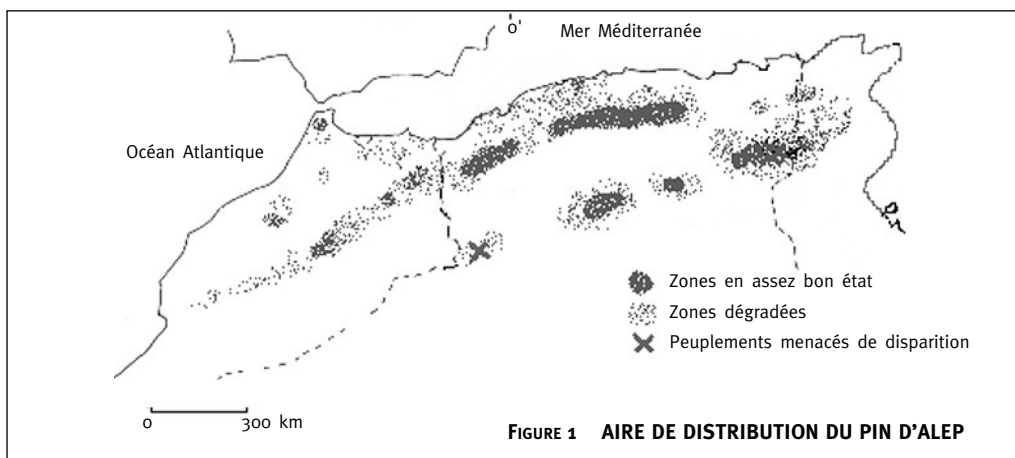 0'
Mer Méditerranée
Océan Atlantique
Zones en assez bon état
Zones dégradées
Peuplements menacés de disparition
0 300 km
FIGURE 1 AIRE DE DISTRIBUTION DU PIN D'ALEP